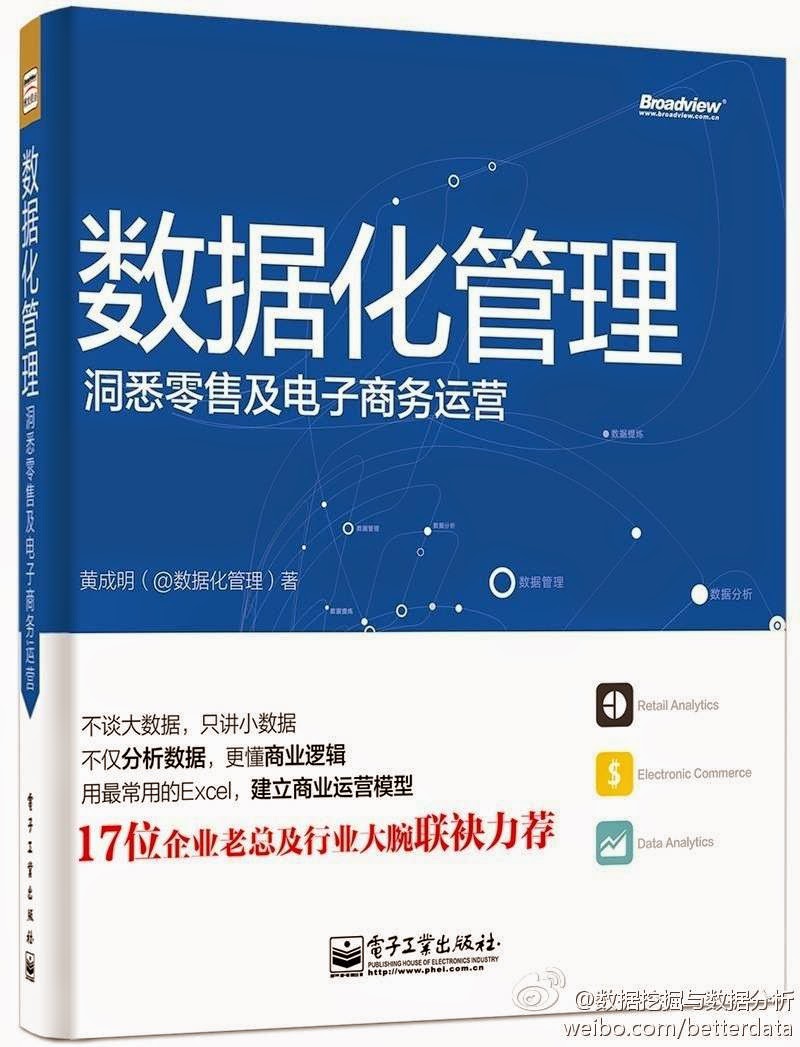 Broadview®
www.broadview.com.cn
数据化管理
洞悉零售及电子商务运营
数据提炼
数据管理
数据分析
黄成明（@数据化管理）著
数据管理
数据分析
数据提炼
不谈大数据，只讲小数据
不仅分析数据，更懂商业逻辑
用最常用的Excel，建立商业运营模型
17位企业老总及行业大腕联袂力荐
Retail Analytics
Electronic Commerce
Data Analytics
電子工業出版社·
PUBLISHING HOUSE OF ELECTRONICS INDUSTRY
http://www.phei.com.cn
PHEI
数据化管理 洞悉零售及电子商务运营
電子工業出版社·
@数据挖掘与数据分析
weibo.com/betterdata